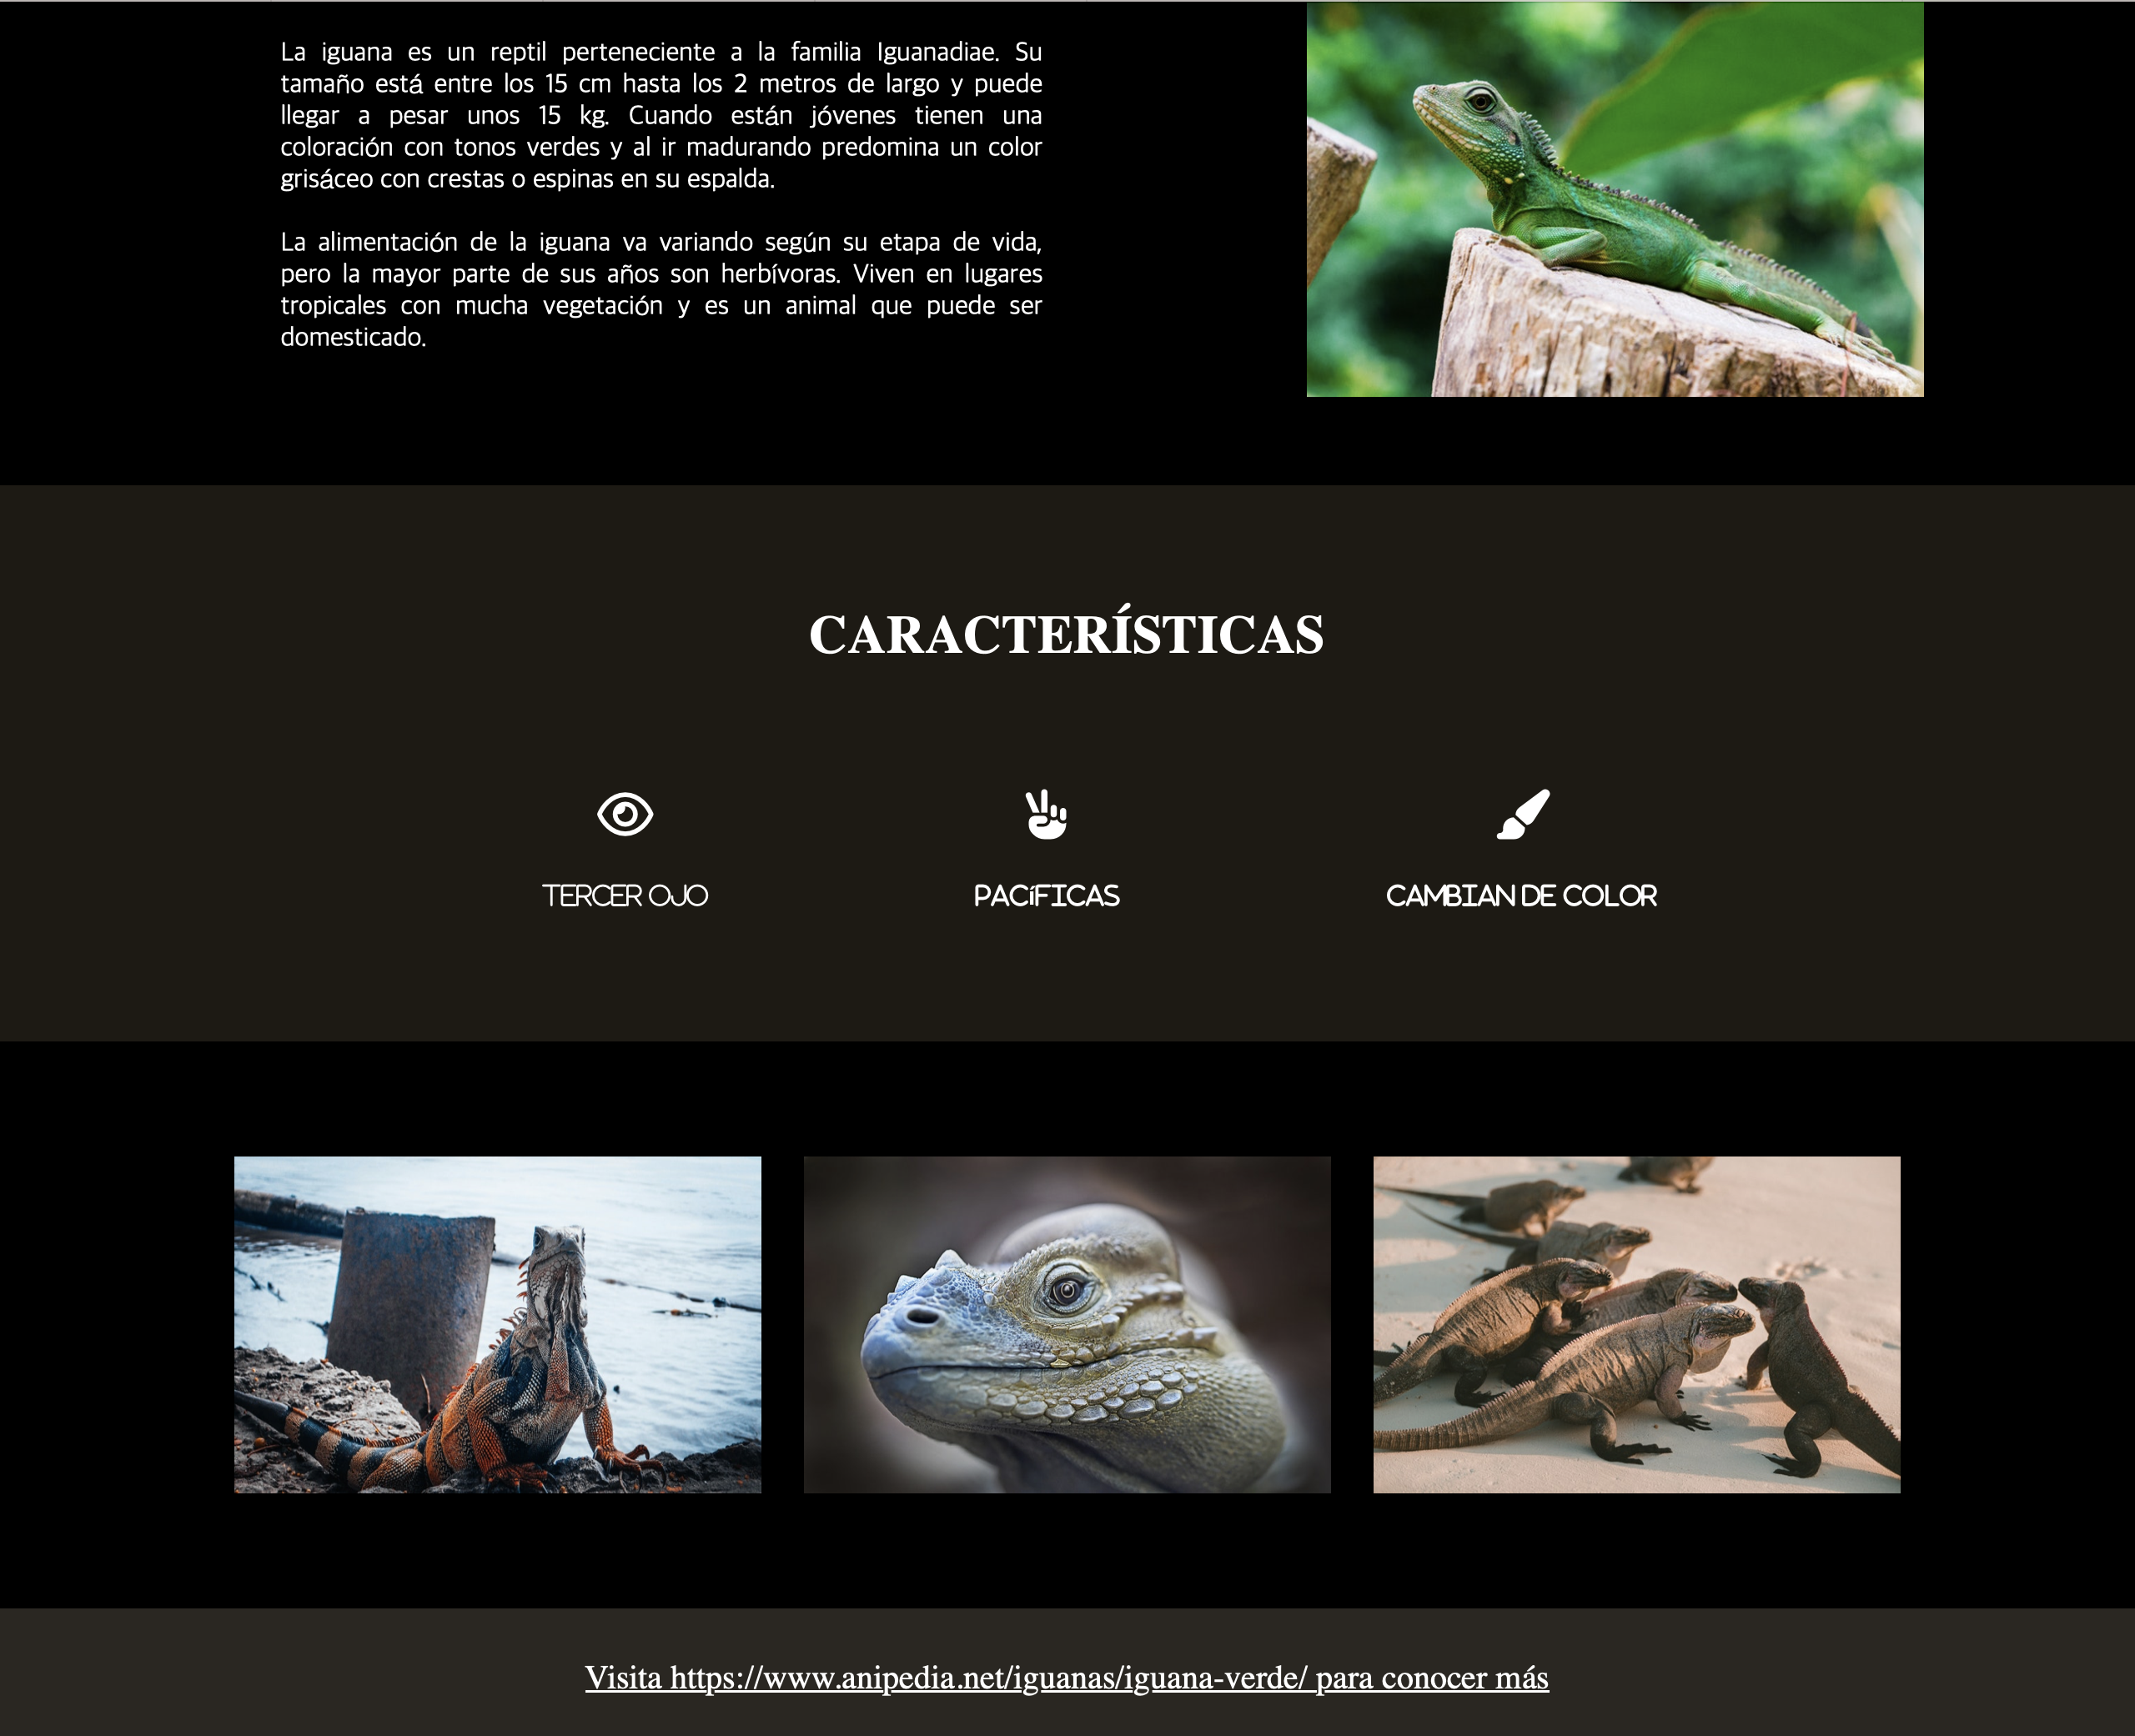 La iguana es un reptil perteneciente a la familia Iguanadiae. Su
tamaño está entre los 15 cm hasta los 2 metros de largo y puede
llegar a pesar unos 15 kg. Cuando están jóvenes tienen una
coloración con tonos verdes y al ir madurando predomina un color
grisáceo con crestas o espinas en su espalda.
La alimentación de la iguana va variando según su etapa de vida,
pero la mayor parte de sus años son herbívoras. Viven en lugares
tropicales con mucha vegetación y es un animal que puede ser
domesticado.
CARACTERÍSTICAS
TERCER OJO
PACíFICAS
CAMBIAN DE COLOR
Visita https://www.anipedia.net/iguanas/iguana-verde/ para conocer más